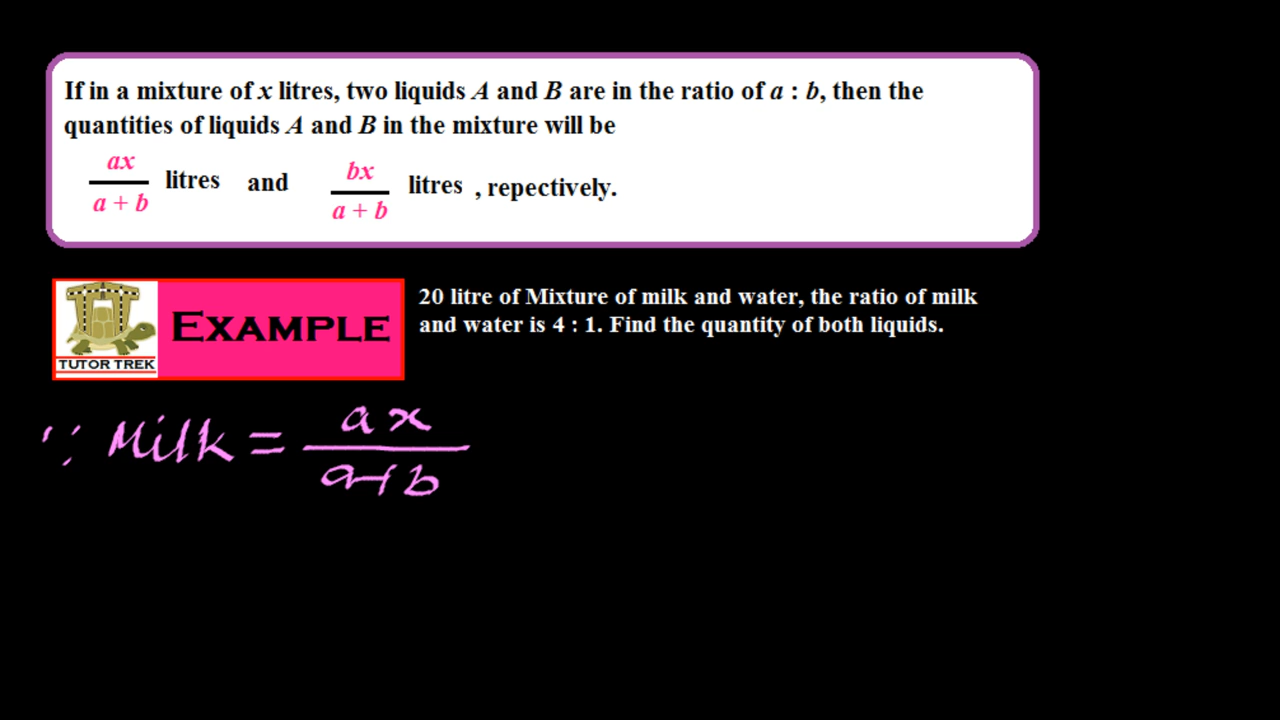 If in a mixture of x litres, two liquids A and B are in the ratio of a : b, then the
quantities of liquids A and B in the mixture will be
ax / a + b litres and bx / a + b litres , repectively.
TUTOR TREK
EXAMPLE
20 litre of Mixture of milk and water, the ratio of milk
and water is 4 : 1. Find the quantity of both liquids.
∵ Milk = ax / a+b